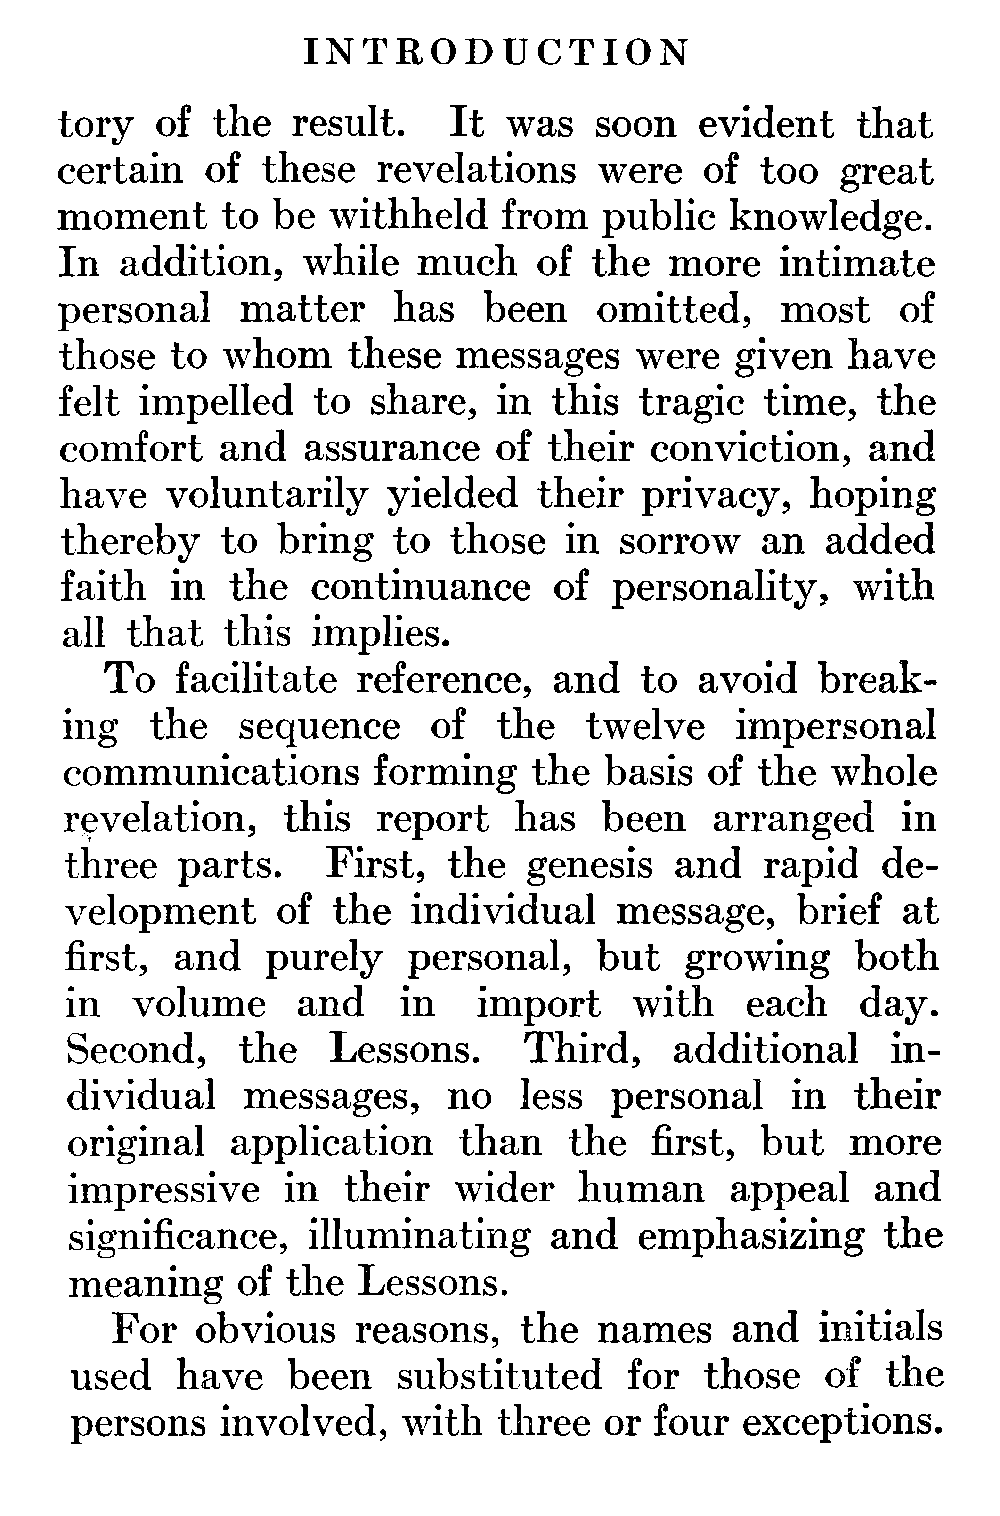 INTRODUCTION
tory of the result. It was soon evident that
certain of these revelations were of too great
moment to be withheld from public knowledge.
In addition, while much of the more intimate
personal matter has been omitted, most of
those to whom these messages were given have
felt impelled to share, in this tragic time, the
comfort and assurance of their conviction, and
have voluntarily yielded their privacy, hoping
thereby to bring to those in sorrow an added
faith in the continuance of personality, with
all that this implies.
To facilitate reference, and to avoid break-
ing the sequence of the twelve impersonal
communications forming the basis of the whole
revelation, this report has been arranged in
three parts. First, the genesis and rapid de-
velopment of the individual message, brief at
first, and purely personal, but growing both
in volume and in import with each day.
Second, the Lessons. Third, additional in-
dividual messages, no less personal in their
original application than the first, but more
impressive in their wider human appeal and
significance, illuminating and emphasizing the
meaning of the Lessons.
For obvious reasons, the names and initials
used have been substituted for those of the
persons involved, with three or four exceptions.